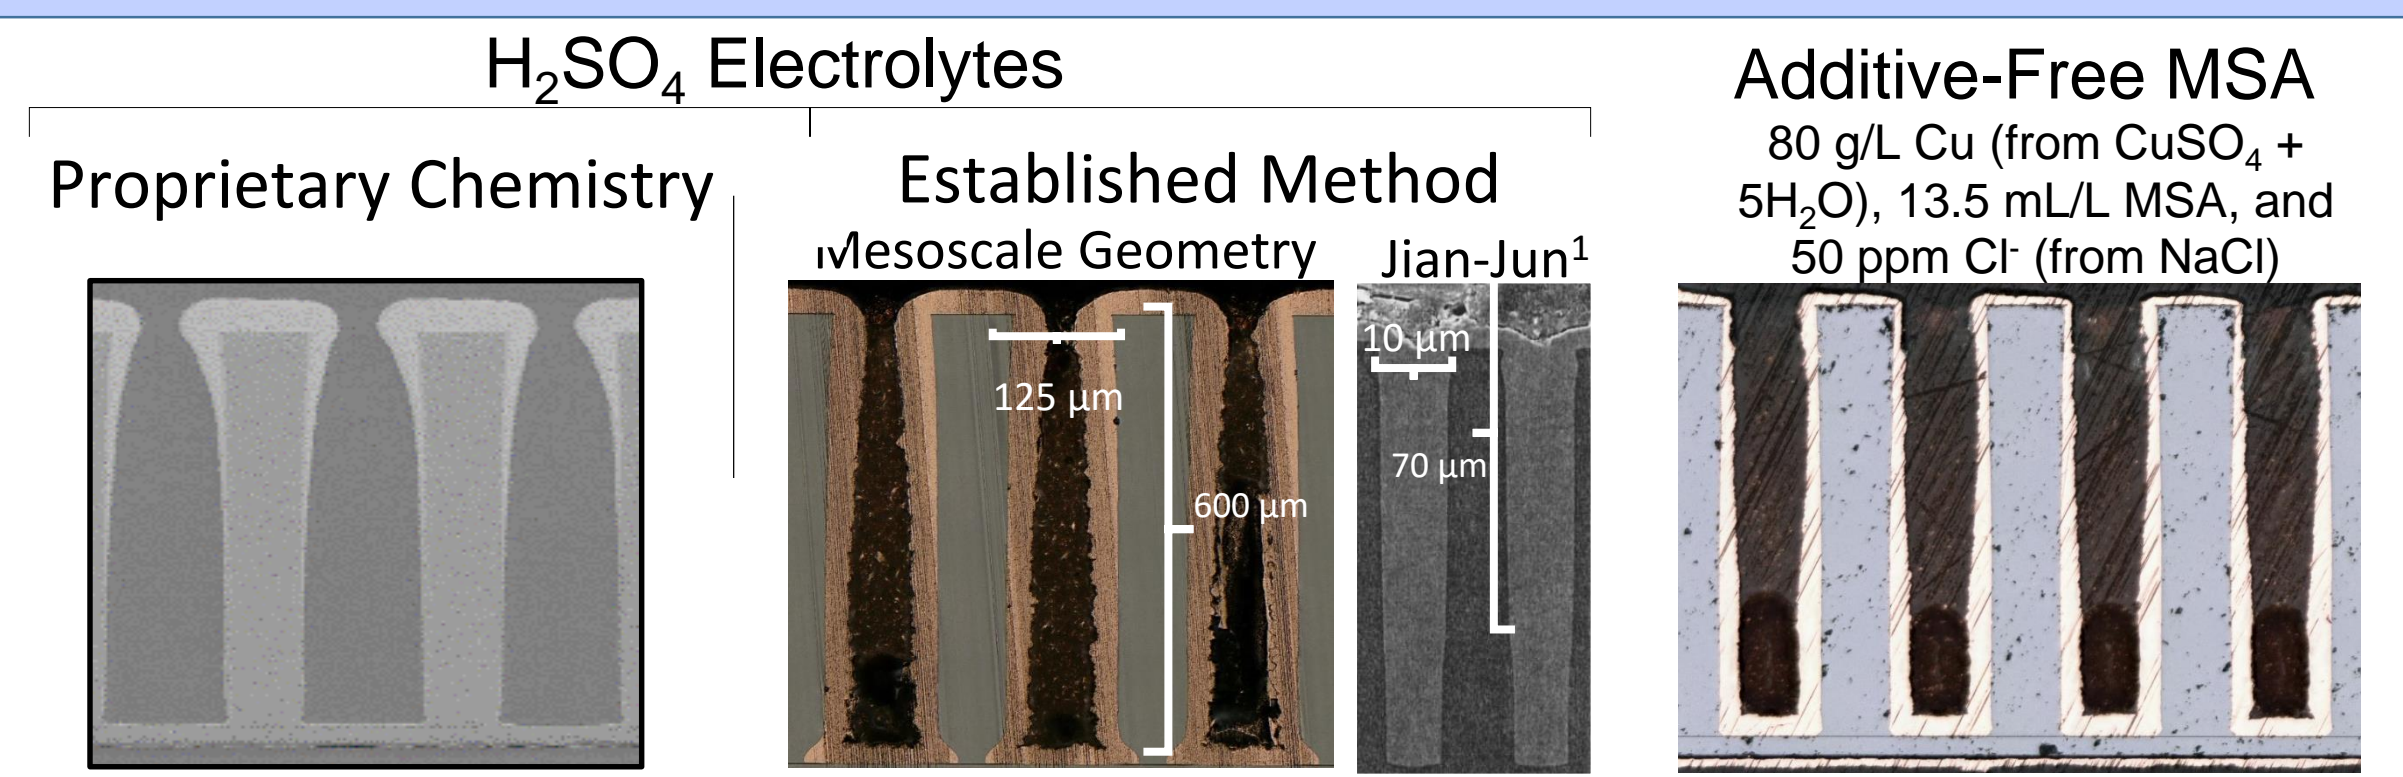 H₂SO₄ Electrolytes
Proprietary Chemistry
Established Method
Mesoscale Geometry
125 µm
600 µm
Jian-Jun¹
10 µm
70 µm
Additive-Free MSA
80 g/L Cu (from CuSO₄ +
5H₂O), 13.5 mL/L MSA, and
50 ppm Cl⁻ (from NaCl)